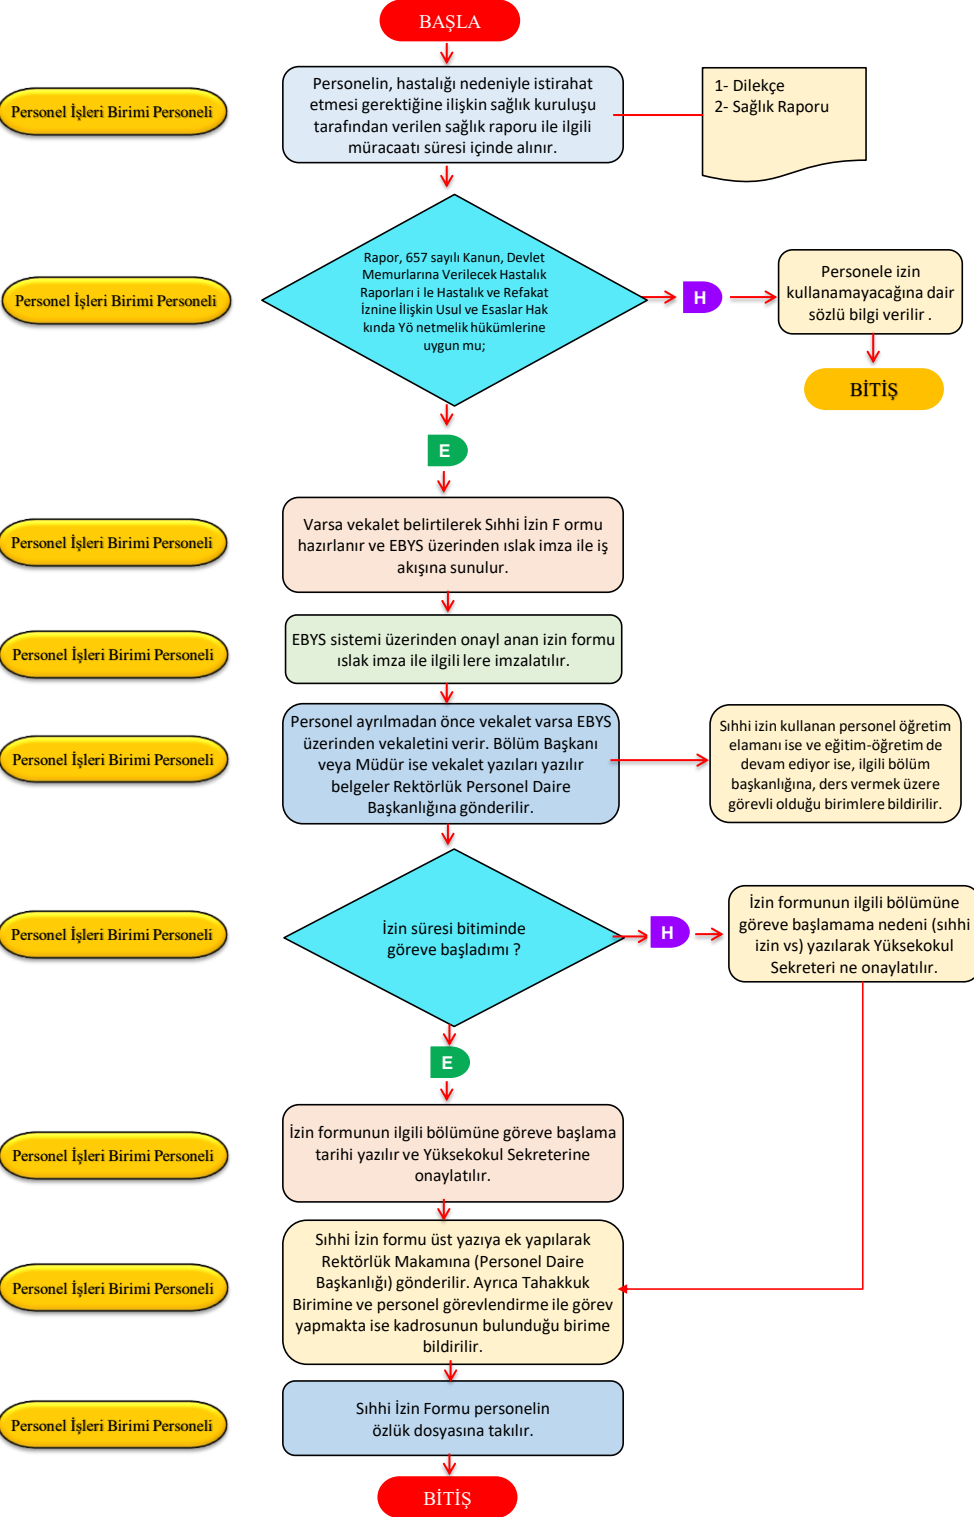 BAŞLA
Personel İşleri Birimi Personeli
Personelin, hastalığı nedeniyle istirahat
etmesi gerektiğine ilişkin sağlık kuruluşu
tarafından verilen sağlık raporu ile ilgili
müracaatı süresi içinde alınır.
1- Dilekçe
2- Sağlık Raporu
Personel İşleri Birimi Personeli
Rapor, 657 sayılı Kanun, Devlet
Memurlarına Verilecek Hastalık
Raporları i le Hastalık ve Refakat
İznine İlişkin Usul ve Esaslar Hak
kında Yö netmelik hükümlerine
uygun mu;
H
Personele izin
kullanamayacağına dair
sözlü bilgi verilir .
BİTİŞ
E
Personel İşleri Birimi Personeli
Varsa vekalet belirtilerek Sıhhi İzin F ormu
hazırlanır ve EBYS üzerinden ıslak imza ile iş
akışına sunulur.
Personel İşleri Birimi Personeli
EBYS sistemi üzerinden onayl anan izin formu
ıslak imza ile ilgili lere imzalatılır.
Personel İşleri Birimi Personeli
Personel ayrılmadan önce vekalet varsa EBYS
üzerinden vekaletini verir. Bölüm Başkanı
veya Müdür ise vekalet yazıları yazılır
belgeler Rektörlük Personel Daire
Başkanlığına gönderilir.
Sıhhi izin kullanan personel öğretim
elamanı ise ve eğitim-öğretim de
devam ediyor ise, ilgili bölüm
başkanlığına, ders vermek üzere
görevli olduğu birimlere bildirilir.
Personel İşleri Birimi Personeli
İzin süresi bitiminde
göreve başladımı ?
H
İzin formunun ilgili bölümüne
göreve başlamama nedeni (sıhhi
izin vs) yazılarak Yüksekokul
Sekreteri ne onaylatılır.
E
Personel İşleri Birimi Personeli
İzin formunun ilgili bölümüne göreve başlama
tarihi yazılır ve Yüksekokul Sekreterine
onaylatılır.
Personel İşleri Birimi Personeli
Sıhhi İzin formu üst yazıya ek yapılarak
Rektörlük Makamına (Personel Daire
Başkanlığı) gönderilir. Ayrıca Tahakkuk
Birimine ve personel görevlendirme ile görev
yapmakta ise kadrosunun bulunduğu birime
bildirilir.
Personel İşleri Birimi Personeli
Sıhhi İzin Formu personelin
özlük dosyasına takılır.
BİTİŞ